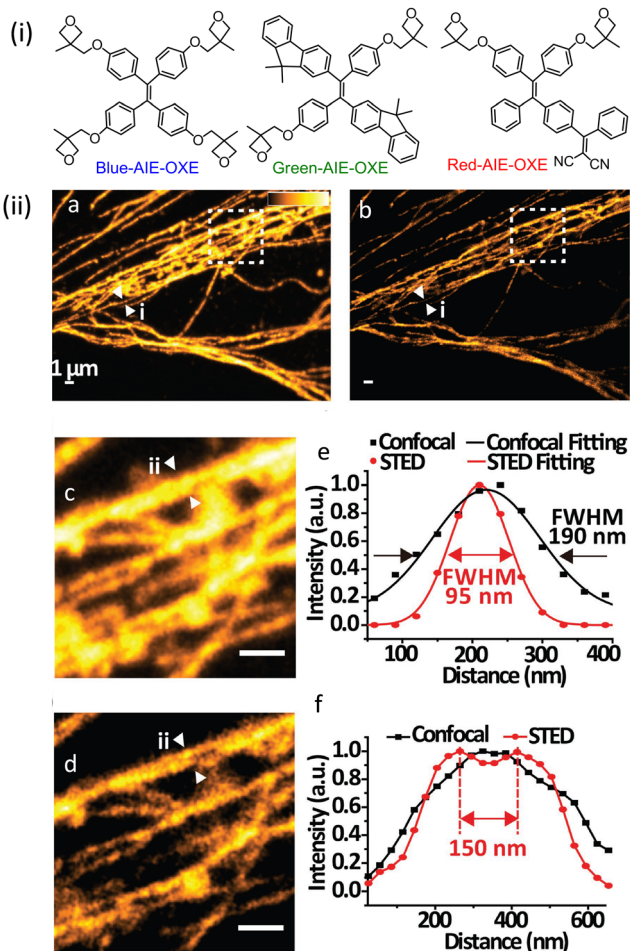 (i)
O
O
O
O
O
O
O
O
Blue-AIE-OXE
O
O
O
O
Green-AIE-OXE
O
O
O
O
NC
CN
Red-AIE-OXE
(ii)
a
i
1 μm
b
i
c
ii
e
Confocal
Confocal Fitting
STED
STED Fitting
Intensity (a.u.)
1.0
0.8
0.6
0.4
0.2
0.0
FWHM
190 nm
FWHM
95 nm
100
200
300
400
Distance (nm)
d
ii
f
Confocal
STED
Intensity (a.u.)
1.0
0.8
0.6
0.4
0.2
0.0
150 nm
200
400
600
Distance (nm)